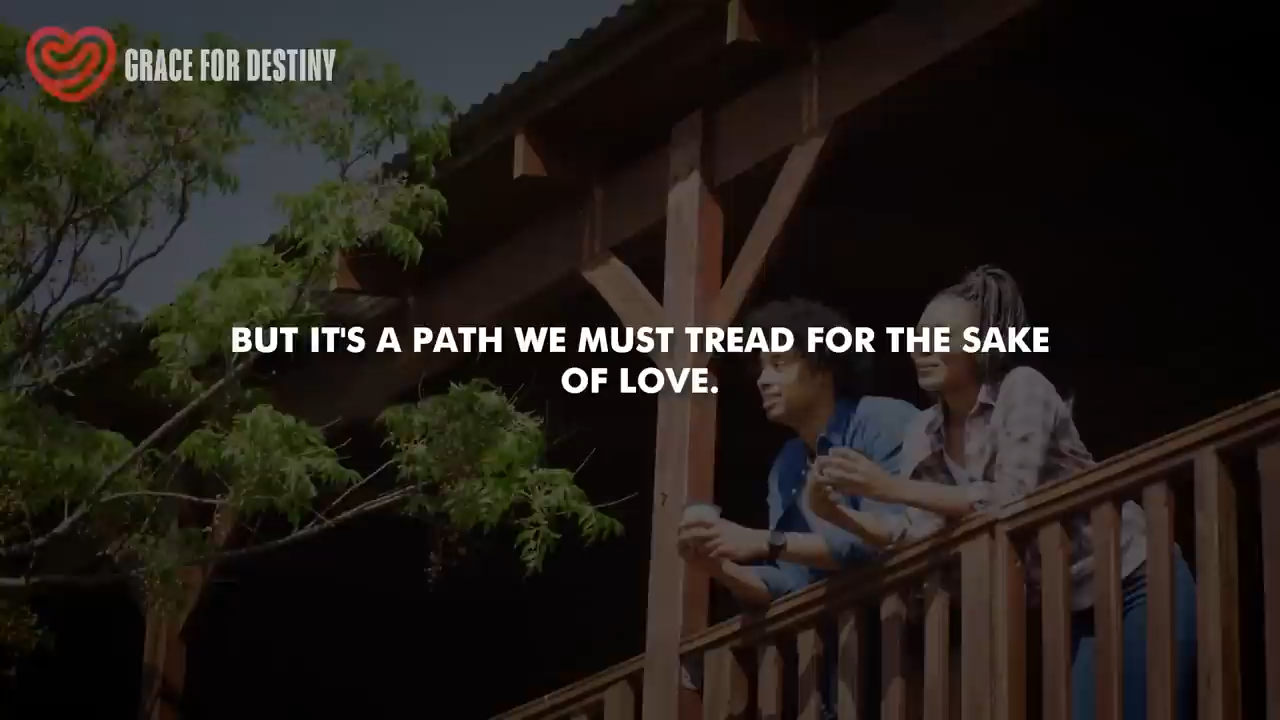 GRACE FOR DESTINY
BUT IT'S A PATH WE MUST TREAD FOR THE SAKE
OF LOVE.